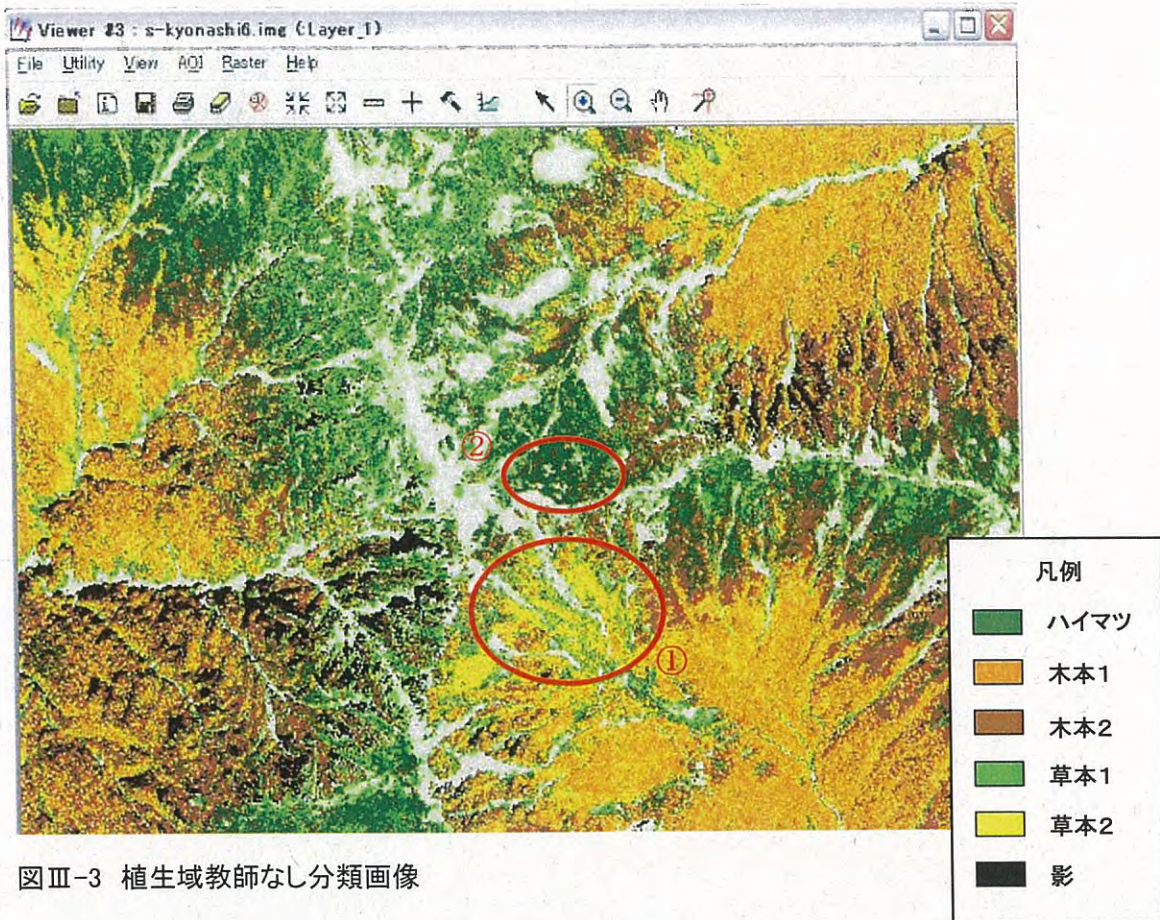 Viewer #3 : s-kyonashi6.img (:Layer_1)
File Utility View AOI Raster Help
②
①
凡例
ハイマツ
木本1
木本2
草本1
草本2
影
図Ⅲ-3 植生域教師なし分類画像